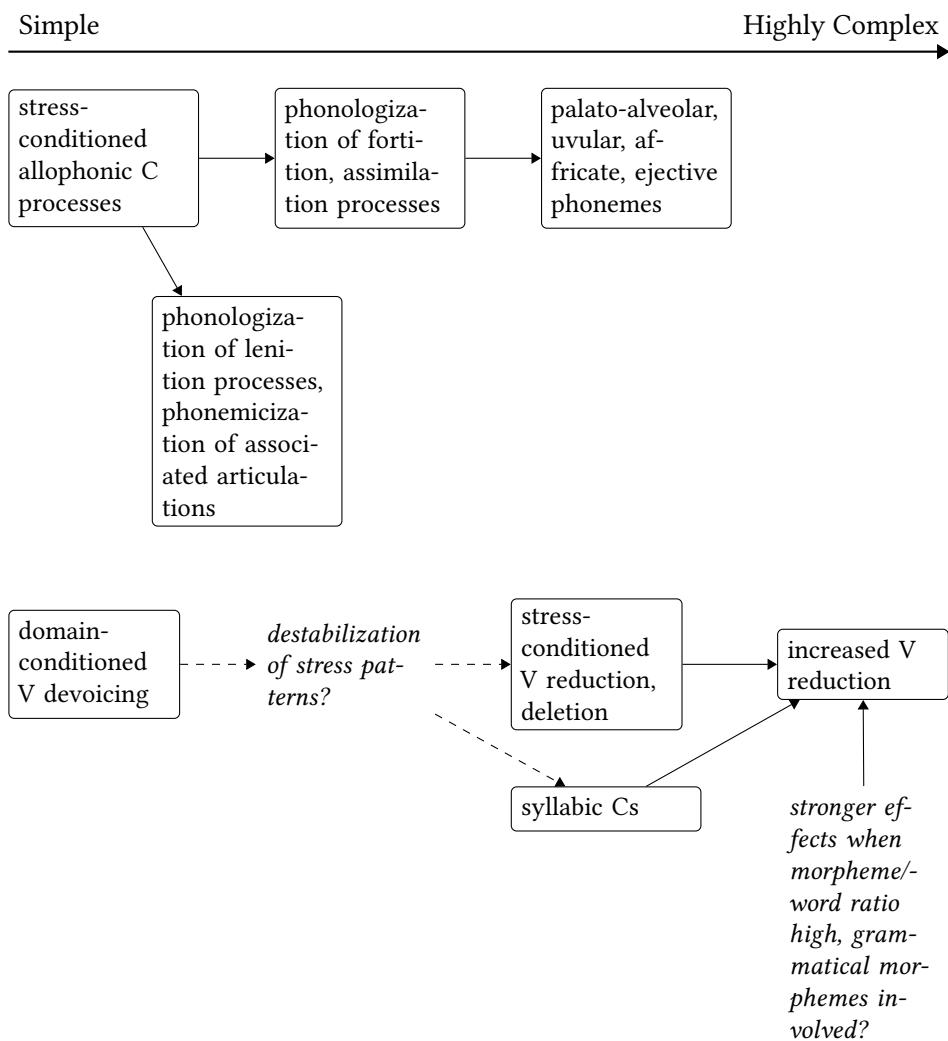 Simple
Highly Complex
stress-
conditioned
allophonic C
processes
phonologiza-
tion of forti-
tion, assimila-
tion processes
palato-alveolar,
uvular, af-
fricate, ejective
phonemes
phonologiza-
tion of leni-
tion processes,
phonemiciza-
tion of associ-
ated articula-
tions
domain-
conditioned
V devoicing
destabilization
of stress pat-
terns?
stress-
conditioned
V reduction,
deletion
increased V
reduction
syllabic Cs
stronger ef-
fects when
morpheme/-
word ratio
high, gram-
matical mor-
phemes in-
volved?